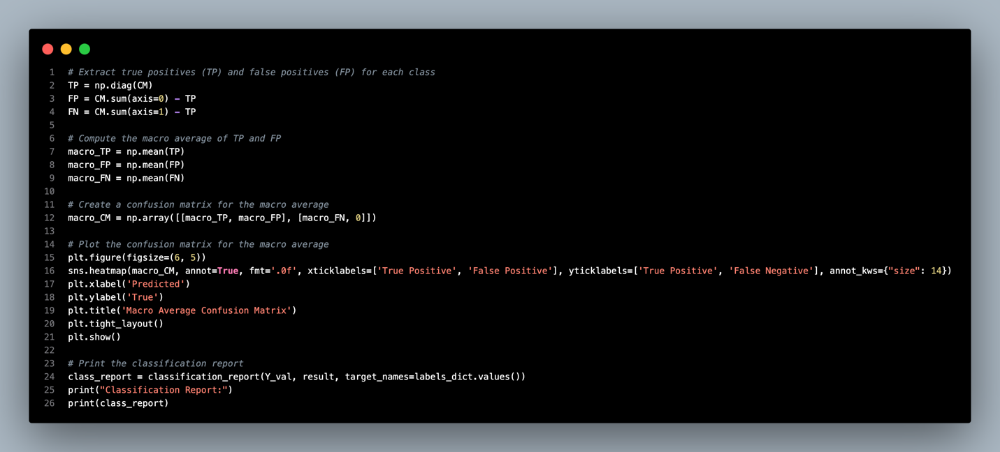 1 # Extract true positives (TP) and false positives (FP) for each class
2 TP = np.diag(CM)
3 FP = CM.sum(axis=0) - TP
4 FN = CM.sum(axis=1) - TP
5
6 # Compute the macro average of TP and FP
7 macro_TP = np.mean(TP)
8 macro_FP = np.mean(FP)
9 macro_FN = np.mean(FN)
10
11 # Create a confusion matrix for the macro average
12 macro_CM = np.array([[macro_TP, macro_FP], [macro_FN, 0]])
13
14 # Plot the confusion matrix for the macro average
15 plt.figure(figsize=(6, 5))
16 sns.heatmap(macro_CM, annot=True, fmt='.0f', xticklabels=['True Positive', 'False Positive'], yticklabels=['True Positive', 'False Negative'], annot_kws={"size": 14})
17 plt.xlabel('Predicted')
18 plt.ylabel('True')
19 plt.title('Macro Average Confusion Matrix')
20 plt.tight_layout()
21 plt.show()
22
23 # Print the classification report
24 class_report = classification_report(Y_val, result, target_names=labels_dict.values())
25 print("Classification Report:")
26 print(class_report)